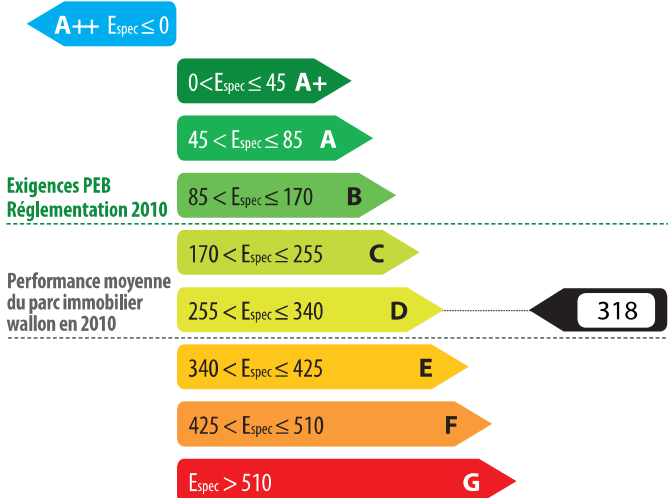 A++ Espec ≤ 0
0 < Espec ≤ 45 A+
45 < Espec ≤ 85 A
Exigences PEB
Réglementation 2010
85 < Espec ≤ 170 B
170 < Espec ≤ 255 C
Performance moyenne
du parc immobilier
wallon en 2010
255 < Espec ≤ 340 D
318
340 < Espec ≤ 425 E
425 < Espec ≤ 510 F
Espec > 510 G